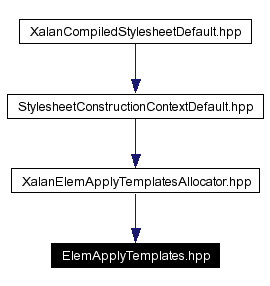 XalanCompiledStylesheetDefault.hpp
StylesheetConstructionContextDefault.hpp
XalanElemApplyTemplatesAllocator.hpp
ElemApplyTemplates.hpp